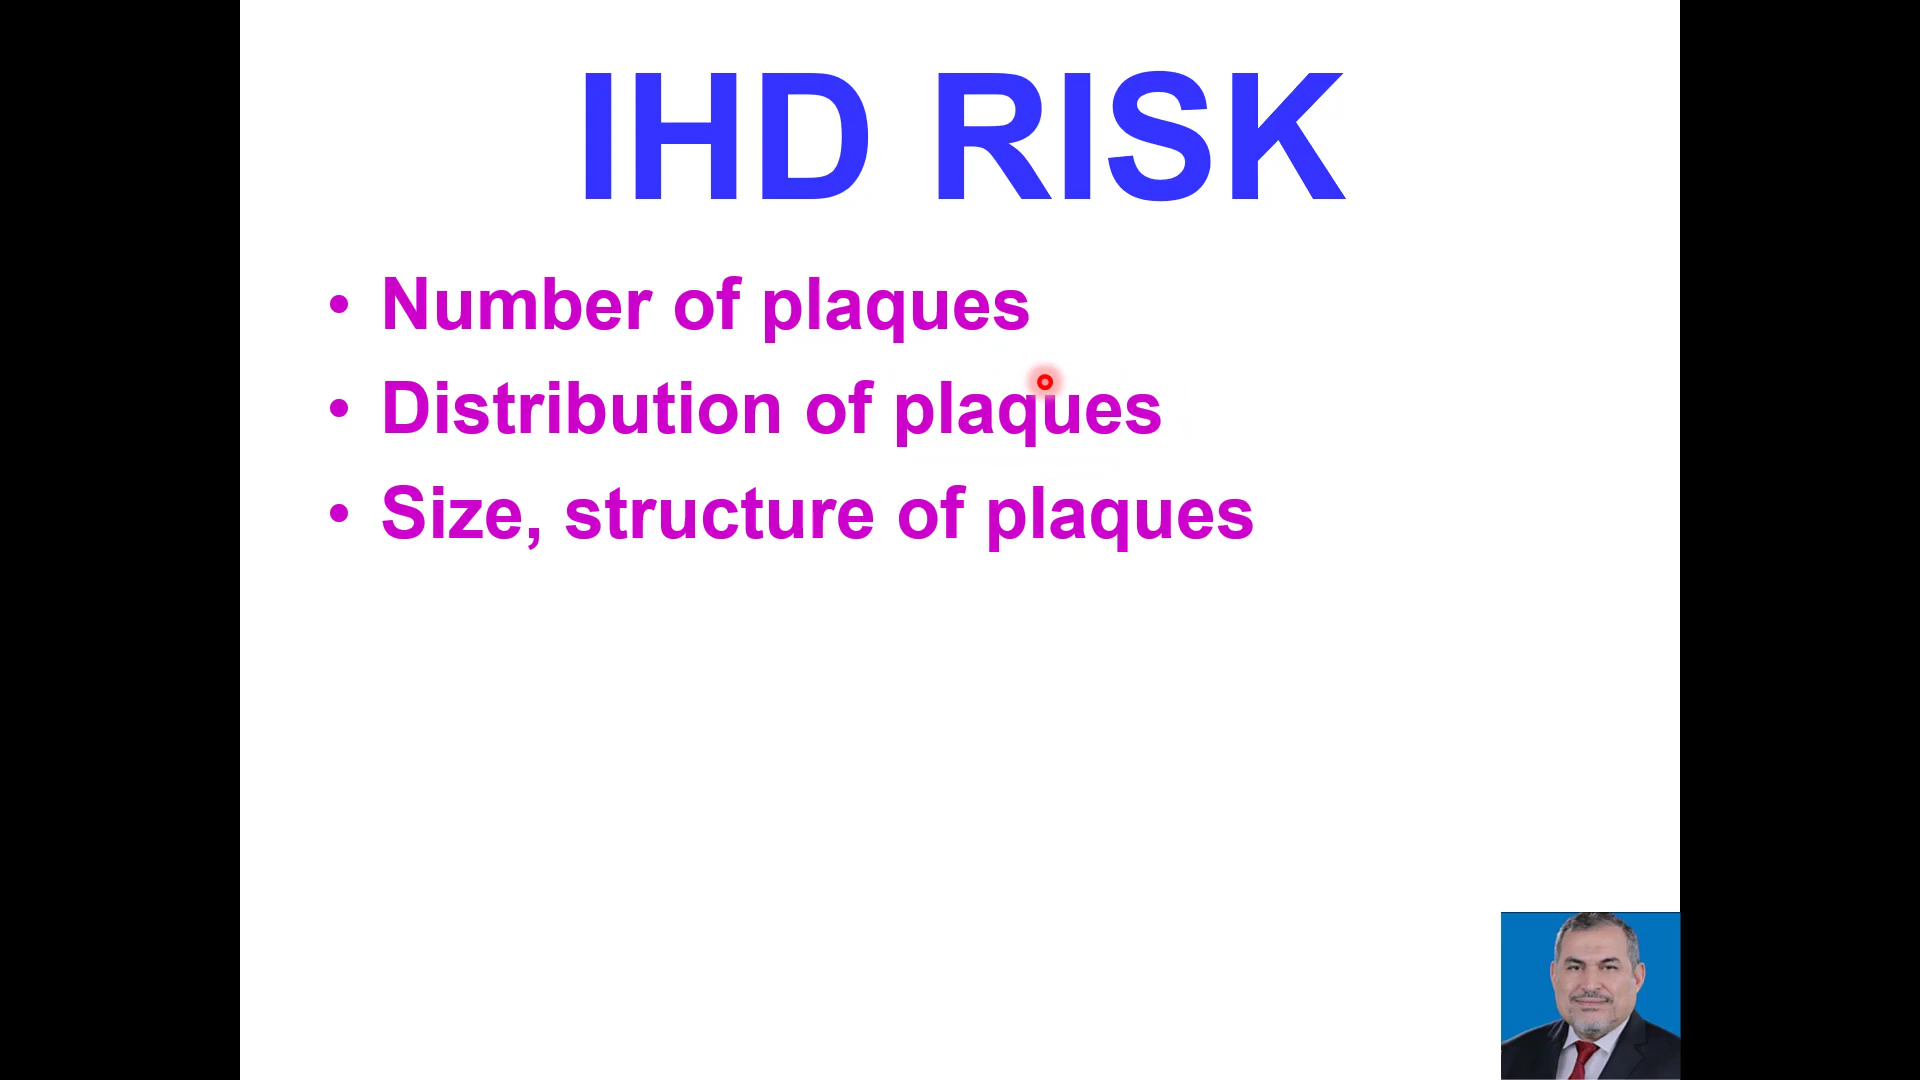 IHD RISK
• Number of plaques
• Distribution of plaques
• Size, structure of plaques